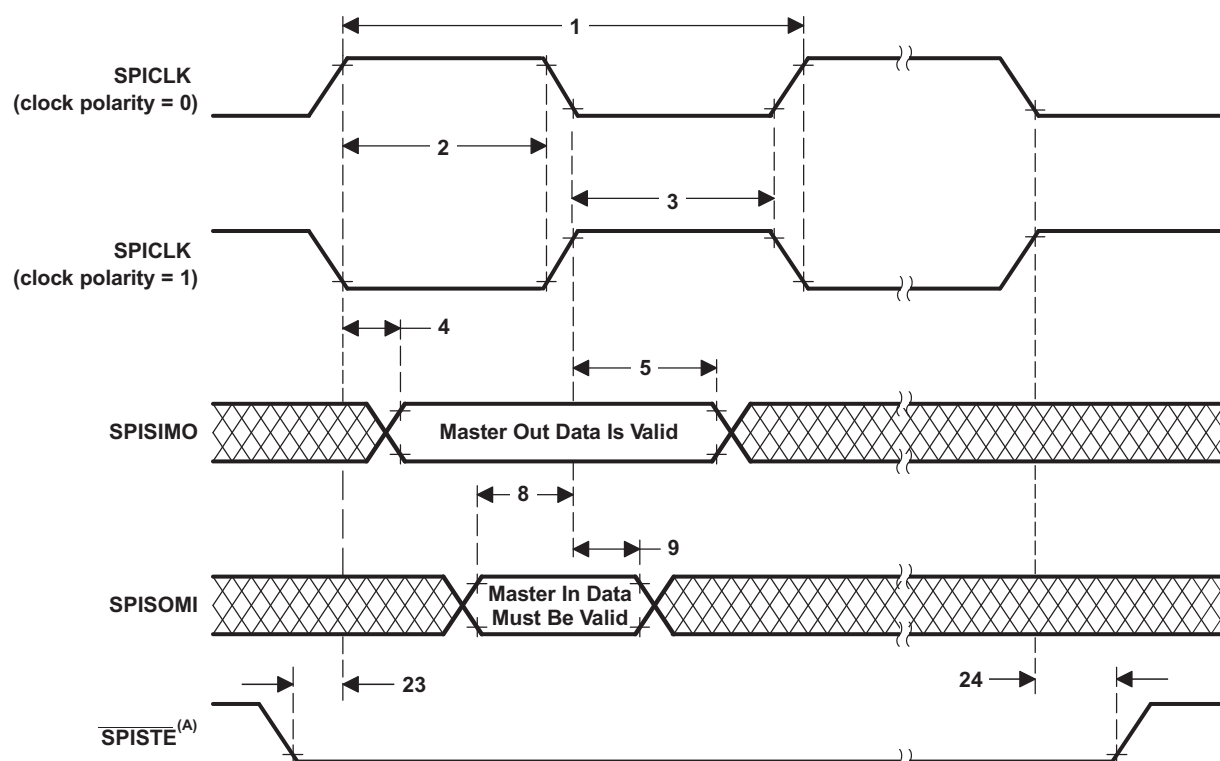 1
SPICLK
(clock polarity = 0)
2
3
SPICLK
(clock polarity = 1)
4
5
SPISIMO
Master Out Data Is Valid
8
9
SPISOMI
Master In Data
Must Be Valid
23
24
SPISTE(A)